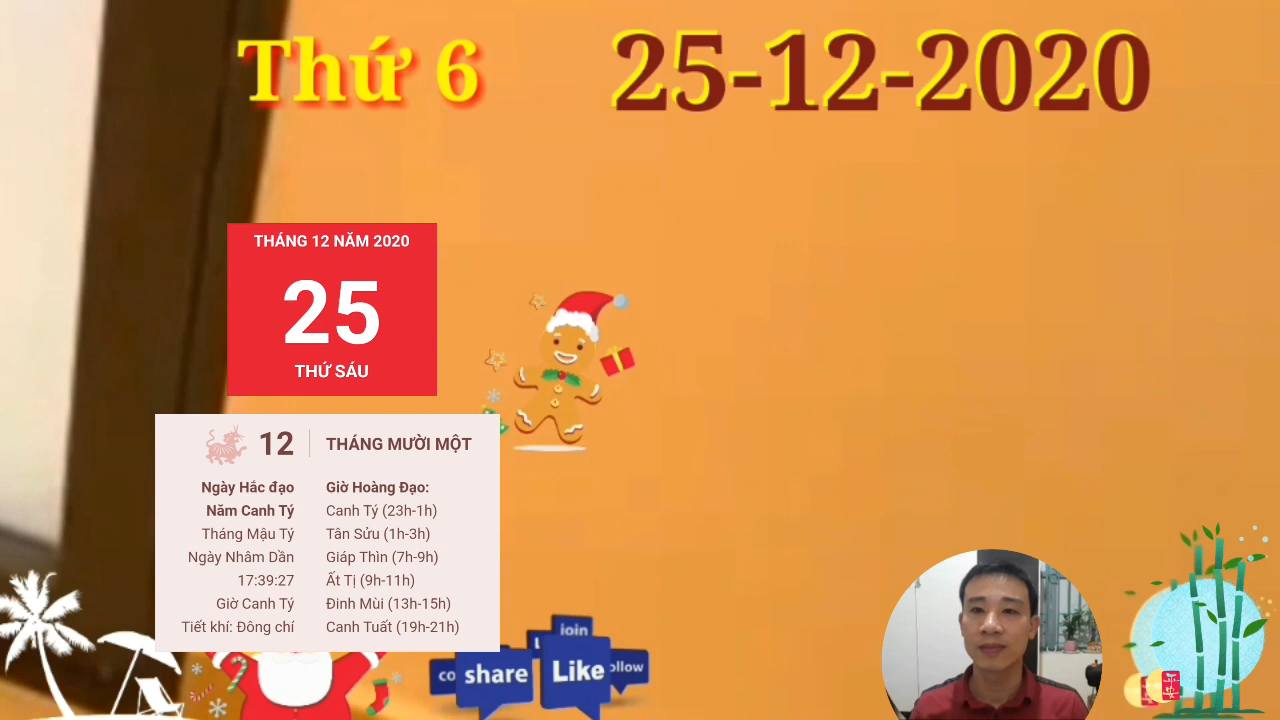 Thứ 6 25-12-2020
THÁNG 12 NĂM 2020
25
THỨ SÁU
12 THÁNG MƯỜI MỘT
Ngày Hắc đạo Giờ Hoàng Đạo:
Năm Canh Tý Canh Tý (23h-1h)
Tháng Mậu Tý Tân Sửu (1h-3h)
Ngày Nhâm Dần Giáp Thìn (7h-9h)
17:39:27 Ất Tị (9h-11h)
Giờ Canh Tý Đinh Mùi (13h-15h)
Tiết khí: Đông chí Canh Tuất (19h-21h)
join
share Like